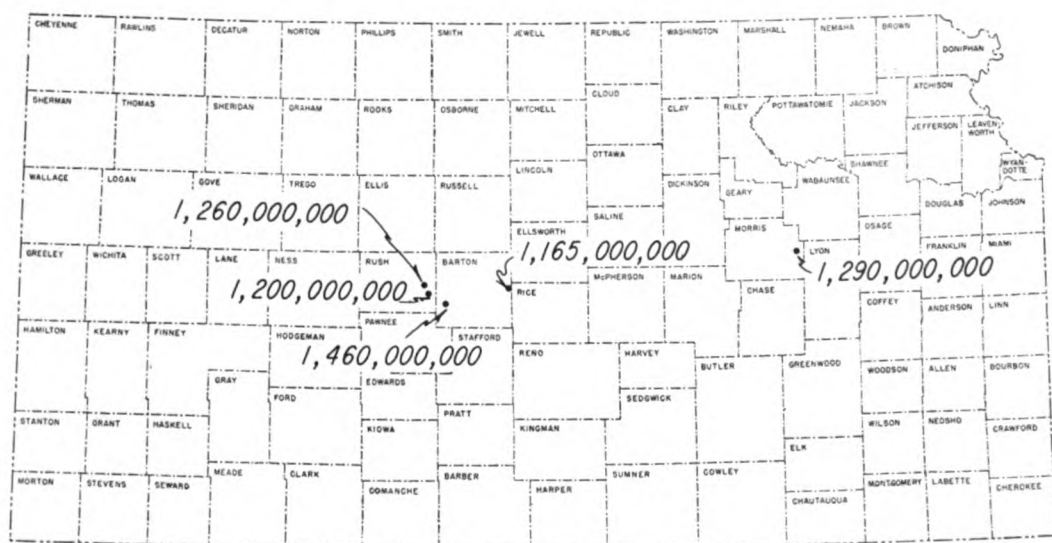 CHEYENNE RAWLINS DECATUR NORTON PHILLIPS SMITH JEWELL REPUBLIC WASHINGTON MARSHALL NEMAHA BROWN
DONIPHAN
ATCHISON
SHERMAN THOMAS SHERIDAN GRAHAM ROOKS OSBORNE MITCHELL CLOUD CLAY RILEY POTTAWATOMIE JACKSON
JEFFERSON LEAVEN-
WORTH
WYAN-
DOTTE
OTTAWA
SHAWNEE
WALLACE LOGAN GOVE TREGO ELLIS RUSSELL LINCOLN DICKINSON GEARY WABAUNSEE
DOUGLAS JOHNSON
SALINE
1,260,000,000
ELLSWORTH
MORRIS
OSAGE
1,165,000,000
GREELEY WICHITA SCOTT LANE NESS RUSH BARTON
LYON
FRANKLIN MIAMI
1,290,000,000
RICE McPHERSON MARION
CHASE
1,200,000,000
COFFEY ANDERSON LINN
PAWNEE
HAMILTON KEARNY FINNEY HODGEMAN STAFFORD
1,460,000,000
RENO HARVEY BUTLER GREENWOOD
WOODSON ALLEN BOURBON
GRAY EDWARDS
FORD
SEDGWICK
PRATT
STANTON GRANT HASKELL KIOWA KINGMAN
WILSON NEOSHO CRAWFORD
ELK
MEADE CLARK BARBER SUMNER COWLEY
MORTON STEVENS SEWARD COMANCHE HARPER
CHAUTAUQUA
MONTGOMERY LABETTE CHEROKEE